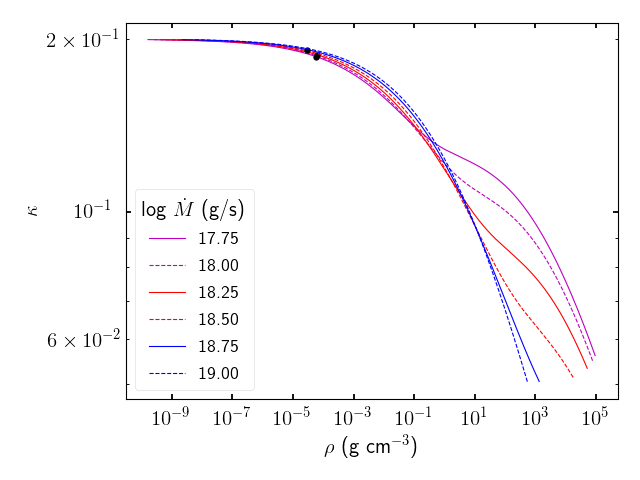 2 × 10⁻¹
10⁻¹
6 × 10⁻²
κ
log Ṁ (g/s)
17.75
18.00
18.25
18.50
18.75
19.00
10⁻⁹ 10⁻⁷ 10⁻⁵ 10⁻³ 10⁻¹ 10¹ 10³ 10⁵
ρ (g cm⁻³)